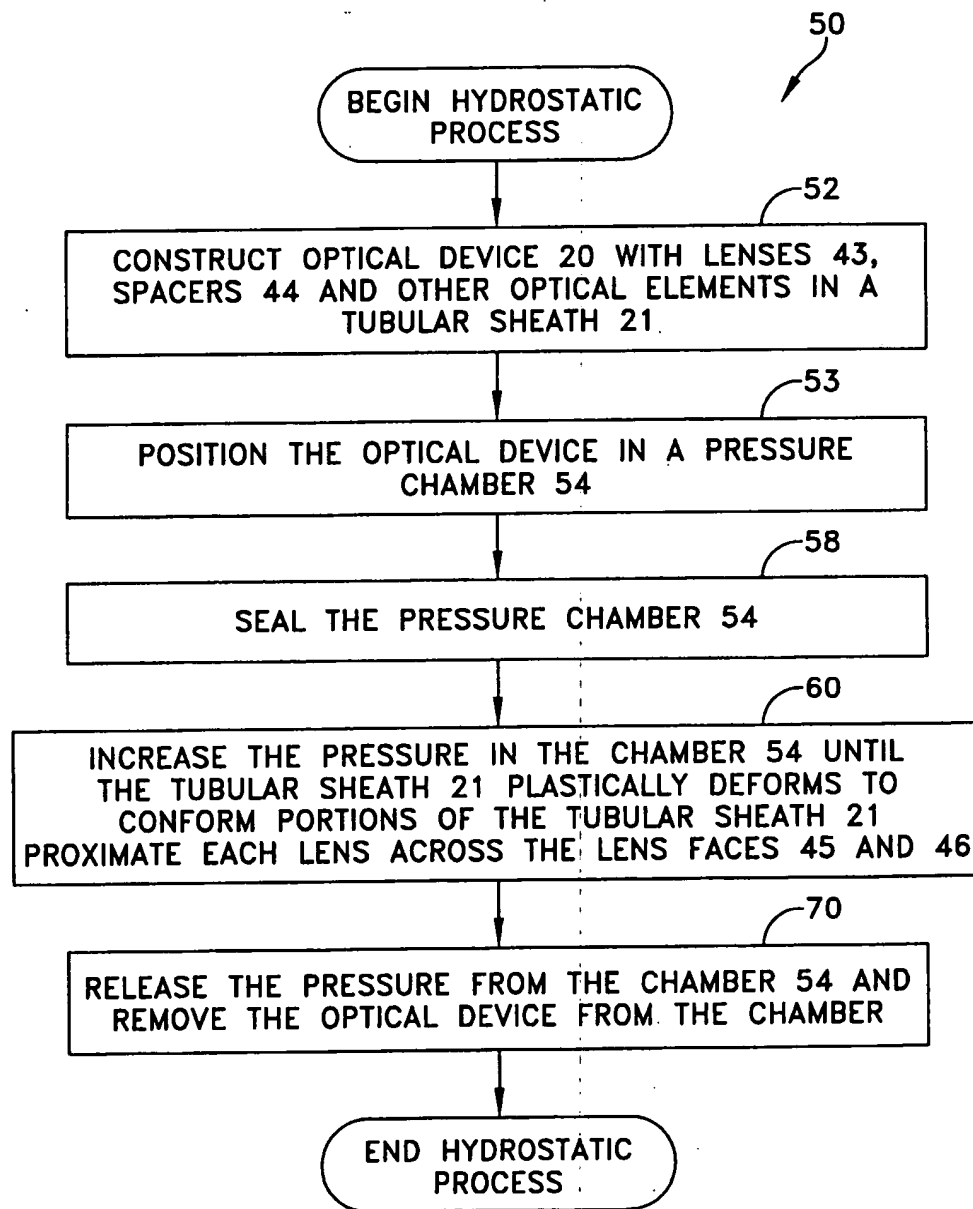 50
BEGIN HYDROSTATIC
PROCESS
52
CONSTRUCT OPTICAL DEVICE 20 WITH LENSES 43,
SPACERS 44 AND OTHER OPTICAL ELEMENTS IN A
TUBULAR SHEATH 21
53
POSITION THE OPTICAL DEVICE IN A PRESSURE
CHAMBER 54
58
SEAL THE PRESSURE CHAMBER 54
60
INCREASE THE PRESSURE IN THE CHAMBER 54 UNTIL
THE TUBULAR SHEATH 21 PLASTICALLY DEFORMS TO
CONFORM PORTIONS OF THE TUBULAR SHEATH 21
PROXIMATE EACH LENS ACROSS THE LENS FACES 45 AND 46
70
RELEASE THE PRESSURE FROM THE CHAMBER 54 AND
REMOVE THE OPTICAL DEVICE FROM THE CHAMBER
END HYDROSTATIC
PROCESS